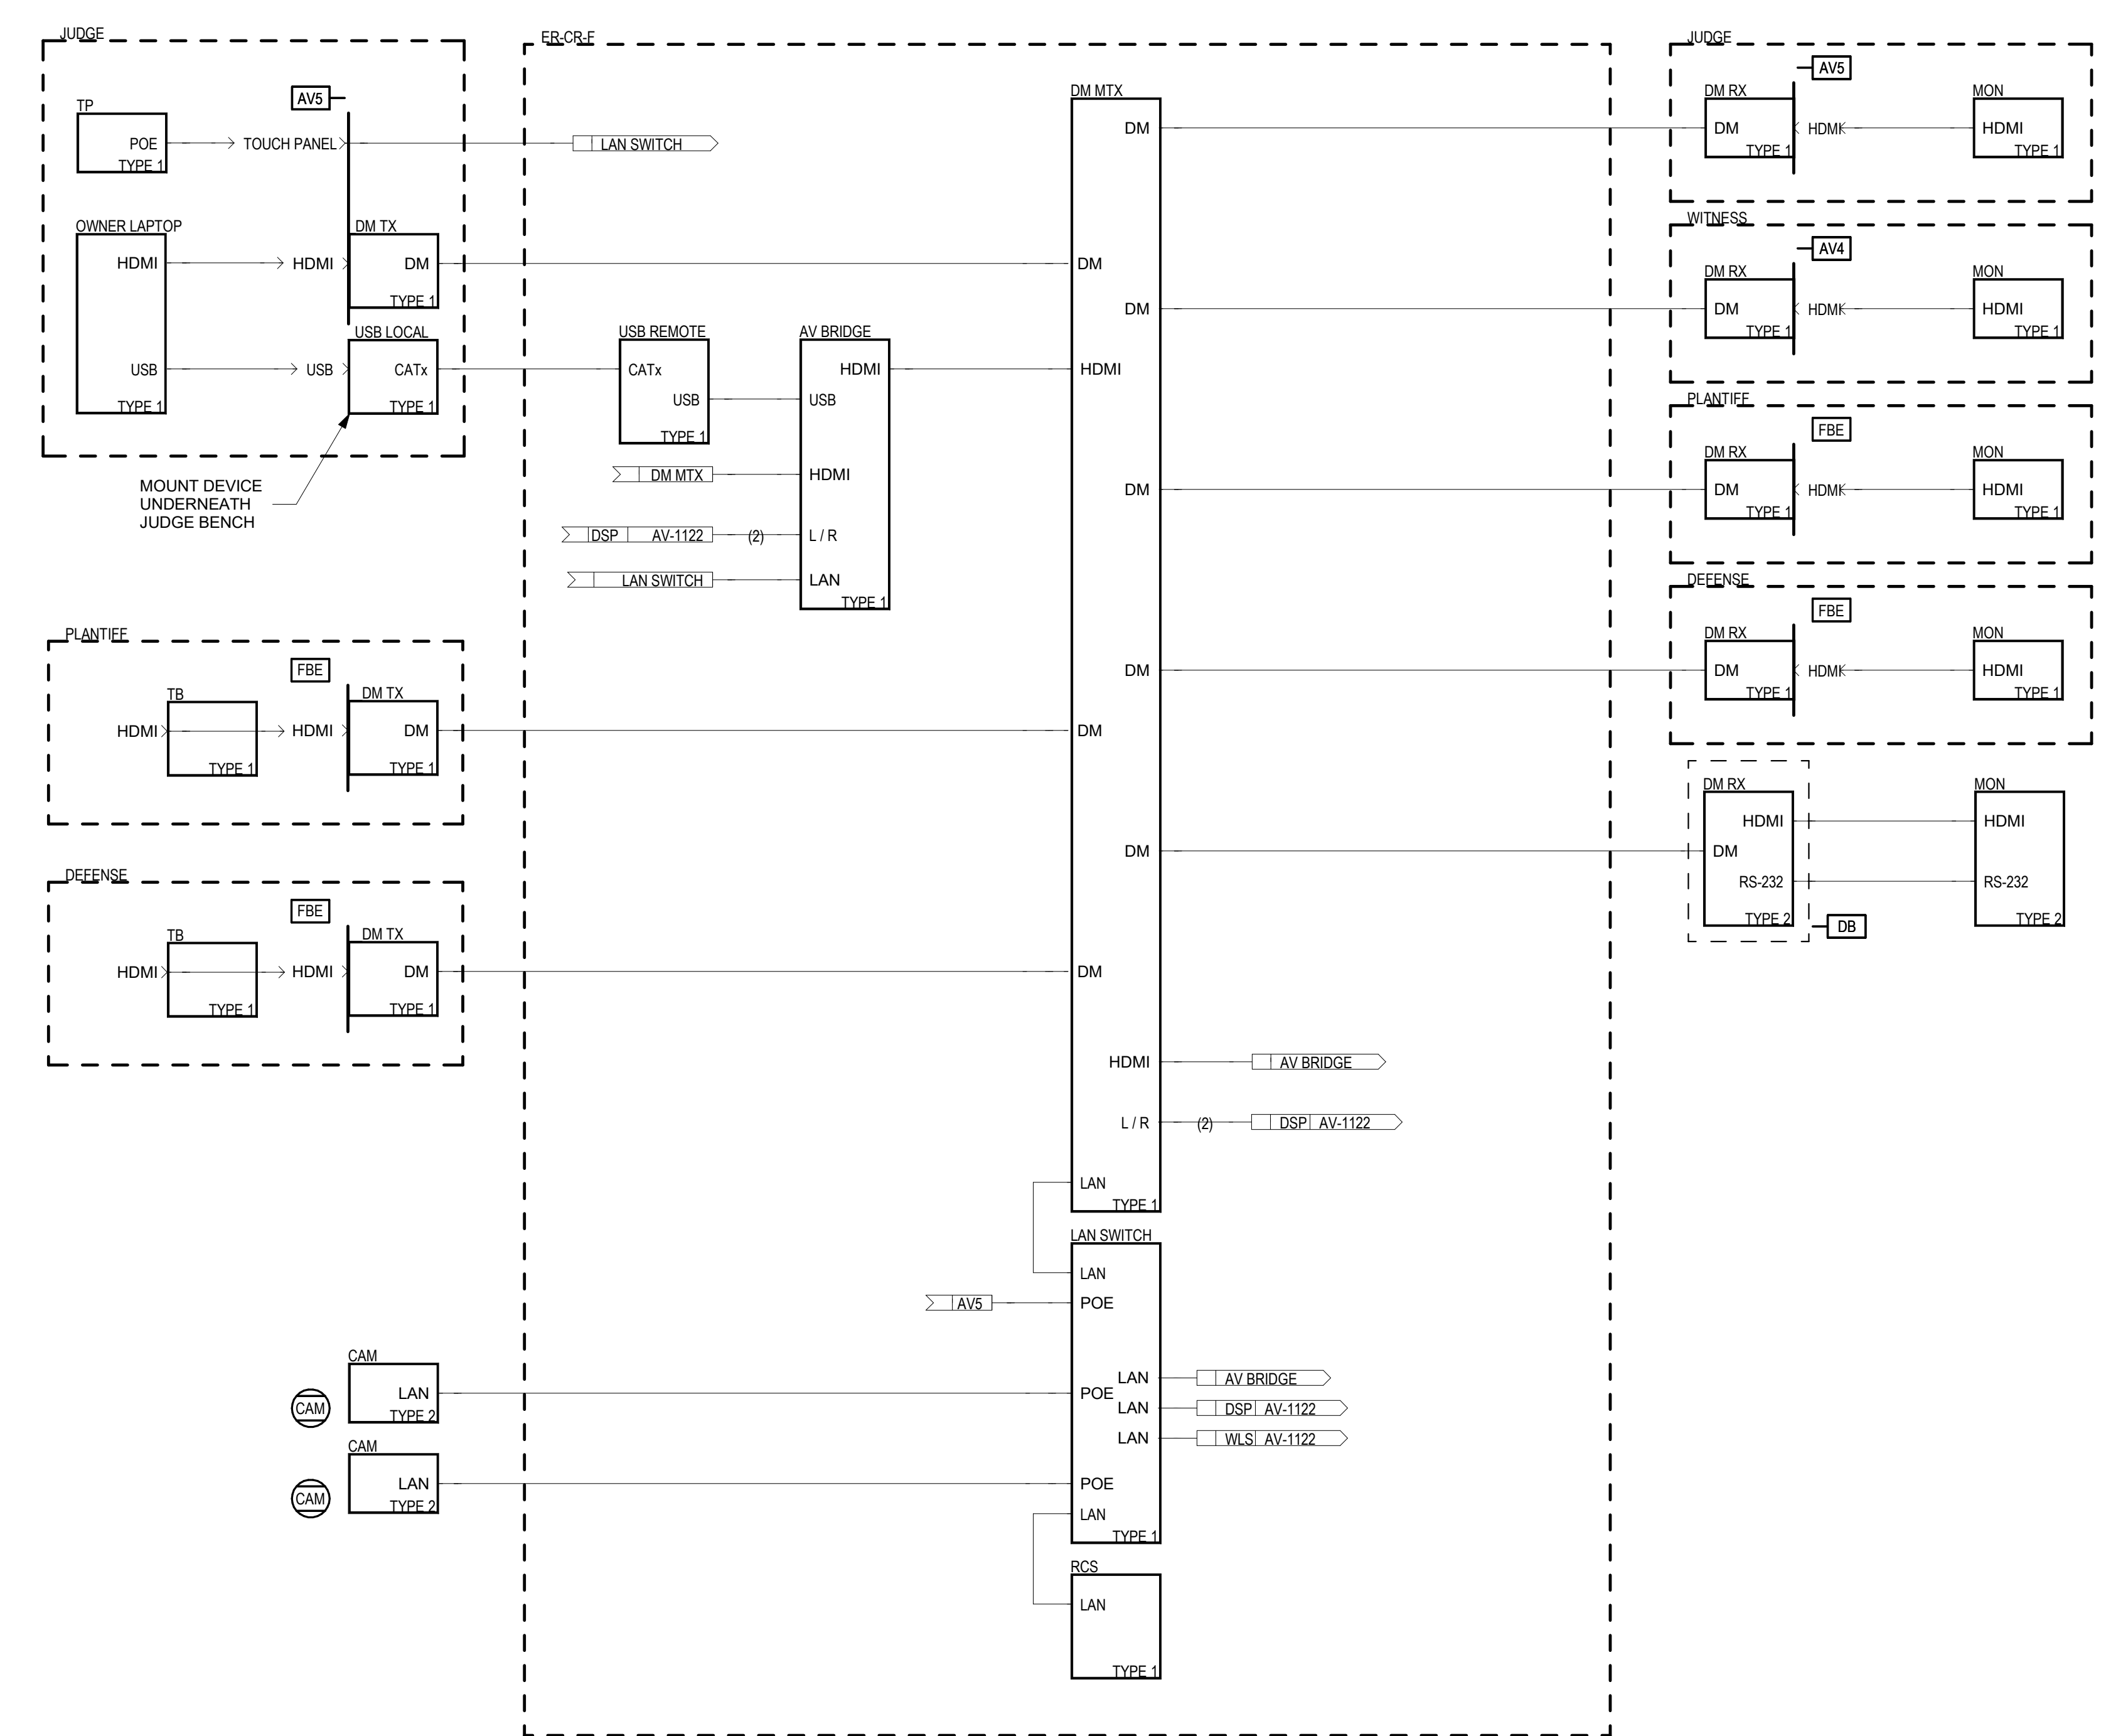 JUDGE
AV5
TP
POE
TOUCH PANEL
TYPE 1
OWNER LAPTOP
HDMI
HDMI
DM TX
DM
TYPE 1
USB LOCAL
USB
USB
CATx
TYPE 1
TYPE 1
MOUNT DEVICE
UNDERNEATH
JUDGE BENCH
PLANTIFF
FBE
TB
HDMI
HDMI
TYPE 1
DM TX
DM
TYPE 1
DEFENSE
FBE
TB
HDMI
HDMI
TYPE 1
DM TX
DM
TYPE 1
CAM
CAM
LAN
TYPE 2
CAM
CAM
LAN
TYPE 2
ER-CR-F
LAN SWITCH
USB REMOTE
CATx
USB
TYPE 1
AV BRIDGE
HDMI
USB
DM MTX
HDMI
DSP AV-1122
(2)
L / R
LAN SWITCH
LAN
TYPE 1
DM MTX
DM
DM
DM
HDMI
DM
DM
DM
DM
DM
HDMI
AV BRIDGE
L / R
(2)
DSP AV-1122
LAN
TYPE 1
LAN SWITCH
LAN
AV5
POE
LAN
AV BRIDGE
POE
LAN
DSP AV-1122
LAN
WLS AV-1122
POE
LAN
TYPE 1
RCS
LAN
TYPE 1
JUDGE
AV5
DM RX
DM
TYPE 1
HDMI
MON
HDMI
TYPE 1
WITNESS
AV4
DM RX
DM
TYPE 1
HDMI
MON
HDMI
TYPE 1
PLANTIFF
FBE
DM RX
DM
TYPE 1
HDMI
MON
HDMI
TYPE 1
DEFENSE
FBE
DM RX
DM
TYPE 1
HDMI
MON
HDMI
TYPE 1
DM RX
HDMI
DM
RS-232
TYPE 2
DB
MON
HDMI
RS-232
TYPE 2